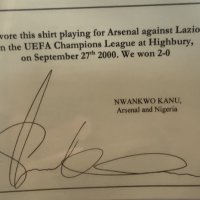 wore this shirt playing for Arsenal against Lazio
n the UEFA Champions League at Highbury,
on September 27th 2000. We won 2-0
NWANKWO KANU,
Arsenal and Nigeria